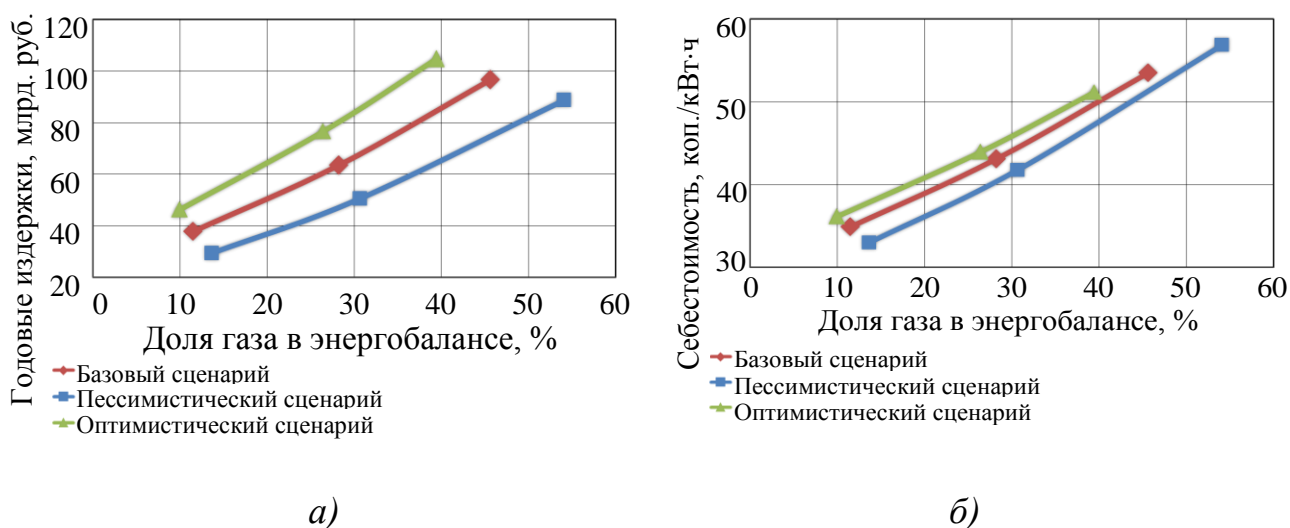 Годовые издержки, млрд. руб.
120
100
80
60
40
20
0 10 20 30 40 50 60
Доля газа в энергобалансе, %
Базовый сценарий
Пессимистический сценарий
Оптимистический сценарий
а)
Себестоимость, коп./кВт·ч
60
50
40
30
0 10 20 30 40 50 60
Доля газа в энергобалансе, %
Базовый сценарий
Пессимистический сценарий
Оптимистический сценарий
б)